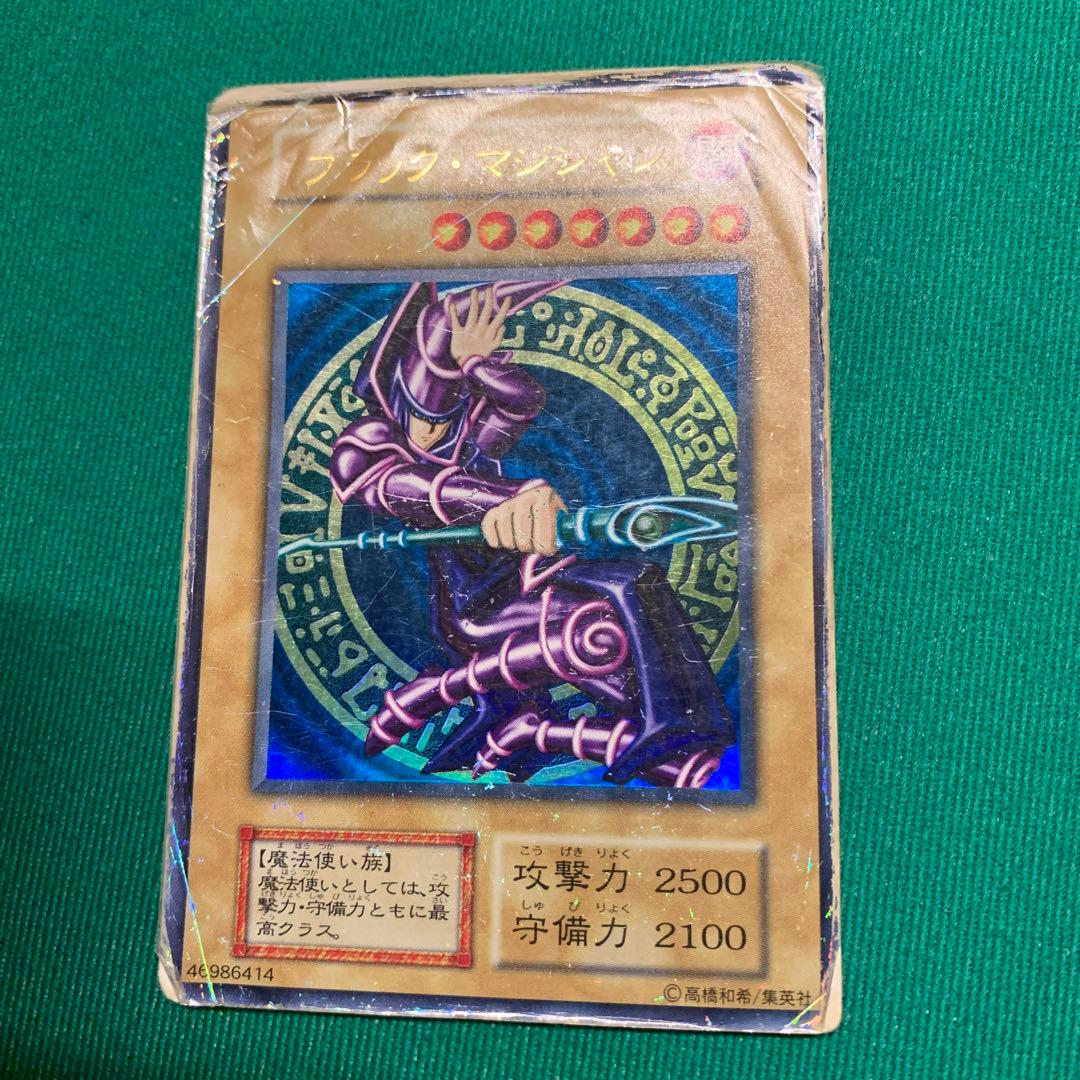 ブラック・マジシャン 闇
【魔法使い族】
魔法使いとしては、攻
撃力・守備力ともに最
高クラス。
攻撃力 2500
守備力 2100
46986414
©高橋和希/集英社